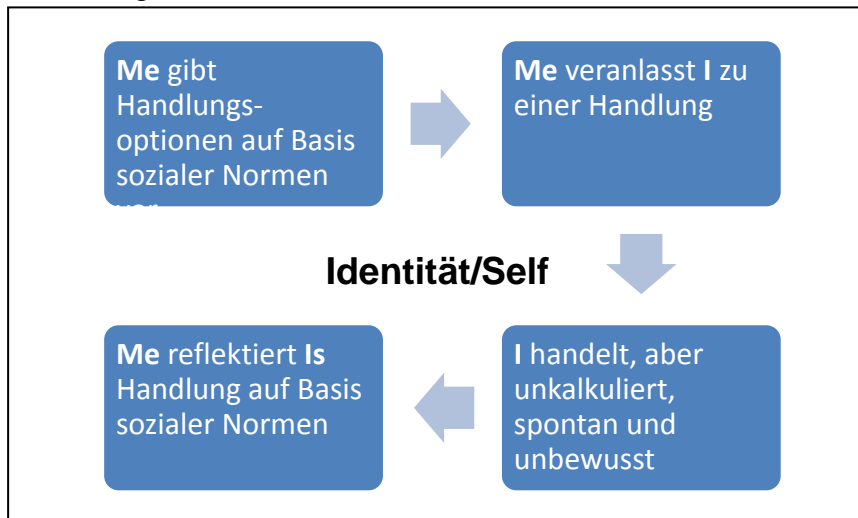 Me gibt
Handlungs-
optionen auf Basis
sozialer Normen
vor
Me veranlasst I zu
einer Handlung
Identität/Self
I handelt, aber
unkalkuliert,
spontan und
unbewusst
Me reflektiert Is
Handlung auf Basis
sozialer Normen